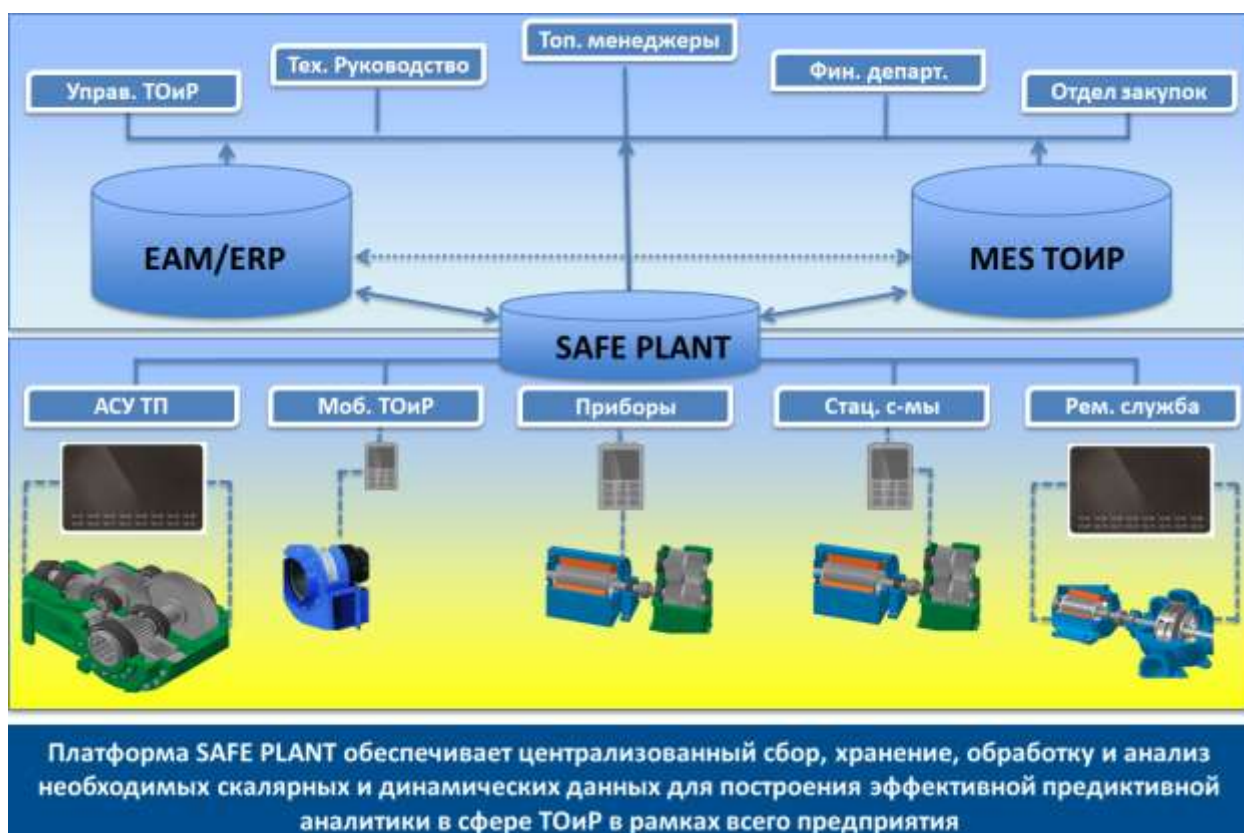 Топ. менеджеры
Тех. Руководство
Фин. департ.
Управ. ТОиР
Отдел закупок
EAM/ERP
MES ТОИР
SAFE PLANT
АСУ ТП
Моб. ТОиР
Приборы
Стац. с-мы
Рем. служба
Платформа SAFE PLANT обеспечивает централизованный сбор, хранение, обработку и анализ
необходимых скалярных и динамических данных для построения эффективной предиктивной
аналитики в сфере ТОиР в рамках всего предприятия